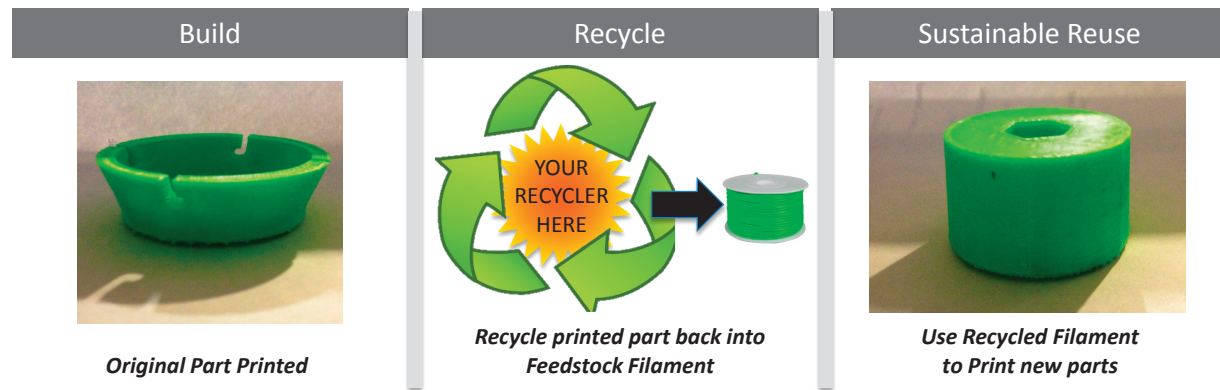 Build
Original Part Printed
Recycle
YOUR
RECYCLER
HERE
Recycle printed part back into
Feedstock Filament
Sustainable Reuse
Use Recycled Filament
to Print new parts